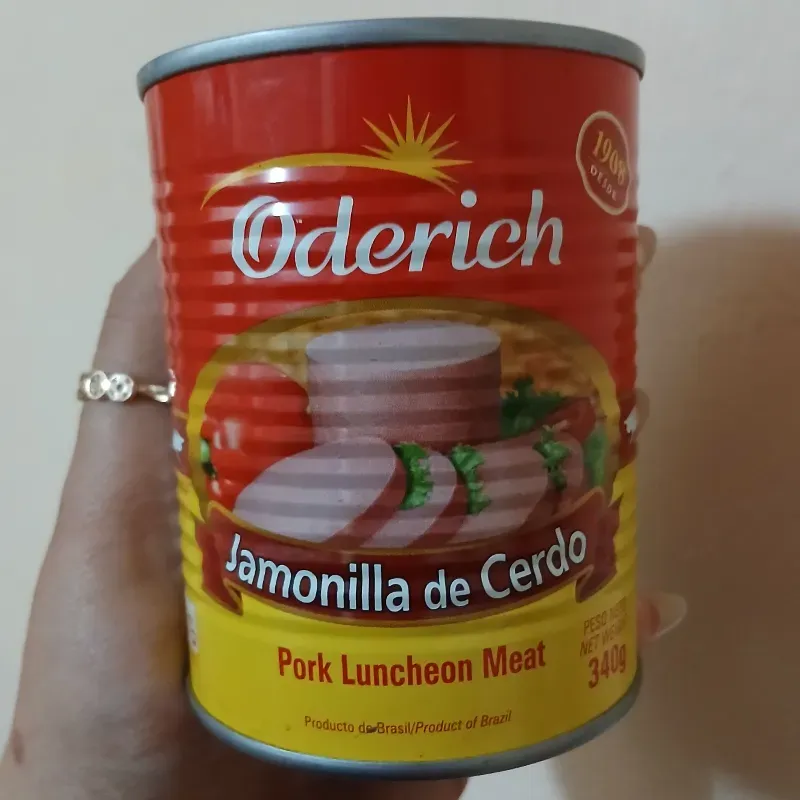 1908
DESDE
Oderich
Jamonilla de Cerdo
Pork Luncheon Meat
PESO NETO
NET WEIGHT
340g
Producto de Brasil/Product of Brazil